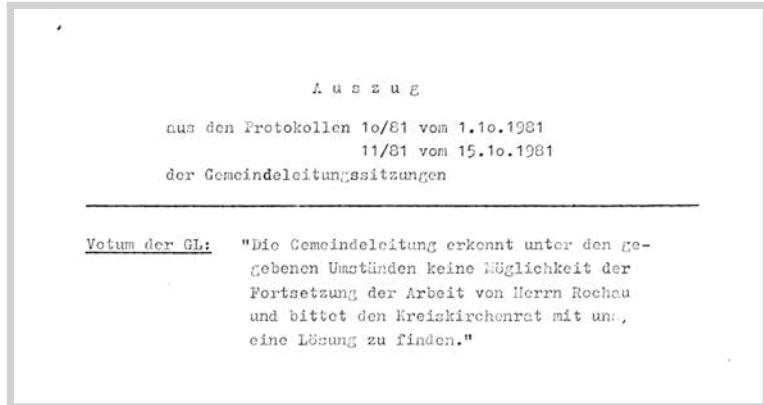 A u s z u g
aus den Protokollen 1o/81 vom 1.1o.1981
11/81 vom 15.1o.1981
der Gemeindeleitungssitzungen
Votum der GL: "Die Gemeindeleitung erkennt unter den ge-
gebenen Umständen keine Möglichkeit der
Fortsetzung der Arbeit von Herrn Rochau
und bittet den Kreiskirchenrat mit uns,
eine Lösung zu finden."